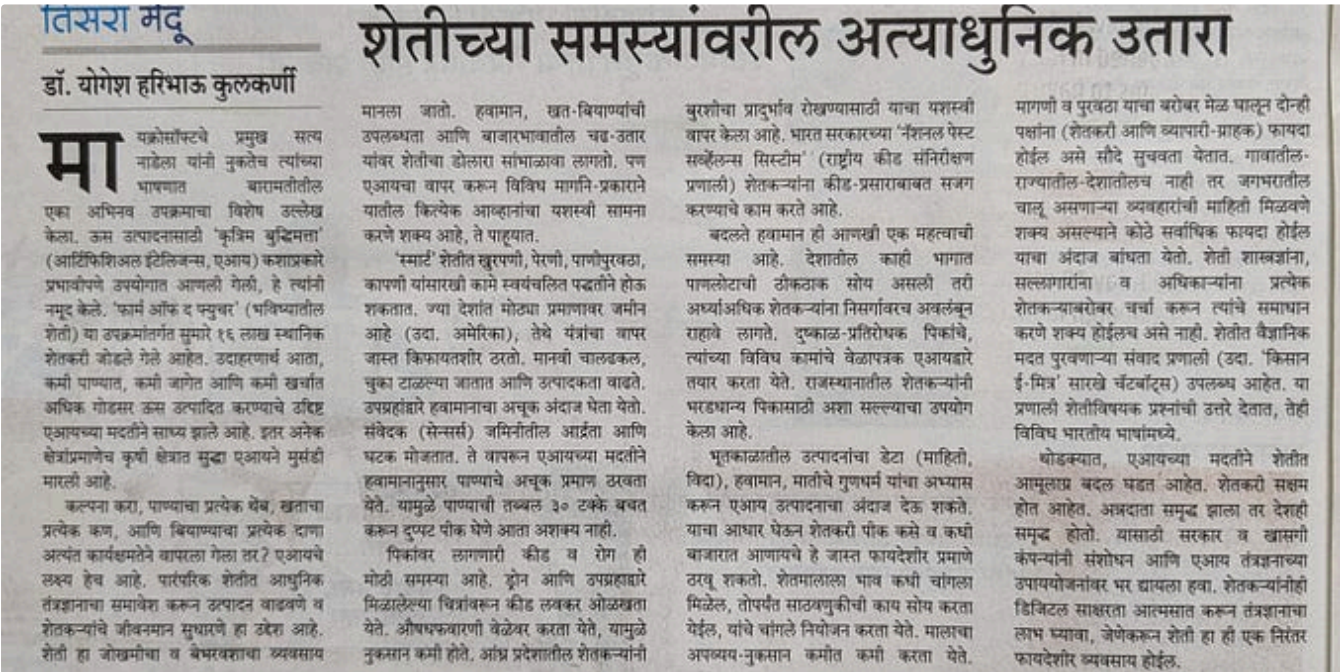 तिसरा मेंदू
शेतीच्या समस्यांवरील अत्याधुनिक उतारा
डॉ. योगेश हरिभाऊ कुलकर्णी
मायक्रोसॉफ्टचे प्रमुख सत्य
नाडेला यांनी नुकतेच त्यांच्या
भाषणात बारामतीतील
एका अभिनव उपक्रमाचा विशेष उल्लेख
केला. ऊस उत्पादनासाठी 'कृत्रिम बुद्धिमत्ता'
(आर्टिफिशिअल इंटेलिजन्स, एआय) कशाप्रकारे
प्रभावीपणे उपयोगात आणली गेली, हे त्यांनी
नमूद केले. 'फार्म ऑफ द फ्युचर' (भविष्यातील
शेती) या उपक्रमांतर्गत सुमारे १६ लाख स्थानिक
शेतकरी जोडले गेले आहेत. उदाहरणार्थ आता,
कमी पाण्यात, कमी जागेत आणि कमी खर्चात
अधिक गोडसर ऊस उत्पादित करण्याचे उद्दिष्ट
एआयच्या मदतीने साध्य झाले आहे. इतर अनेक
क्षेत्रांप्रमाणेच कृषी क्षेत्रात सुद्धा एआयने मुसंडी
मारली आहे.
कल्पना करा, पाण्याचा प्रत्येक थेंब, खताचा
प्रत्येक कण, आणि बियाण्याचा प्रत्येक दाणा
अत्यंत कार्यक्षमतेने वापरला गेला तर? एआयचे
लक्ष्य हेच आहे. पारंपरिक शेतीत आधुनिक
तंत्रज्ञानाचा समावेश करून उत्पादन वाढवणे व
शेतकऱ्यांचे जीवनमान सुधारणे हा उद्देश आहे.
शेती हा जोखमीचा व बेभरवशाचा व्यवसाय
मानला जातो. हवामान, खत-बियाण्यांची
उपलब्धता आणि बाजारभावातील चढ-उतार
यांवर शेतीचा डोलारा सांभाळावा लागतो. पण
एआयचा वापर करून विविध मार्गानि-प्रकाराने
यातील कित्येक आव्हानांचा यशस्वी सामना
करणे शक्य आहे, ते पाहूयात.
'स्मार्ट' शेतीत खुरपणी, पेरणी, पाणीपुरवठा,
कापणी यांसारखी कामे स्वयंचलित पद्धतीने होऊ
शकतात. ज्या देशांत मोठ्या प्रमाणावर जमीन
आहे (उदा. अमेरिका), तेथे यंत्रांचा वापर
जास्त किफायतशीर ठरतो. मानवी चालढकल,
चुका टाळल्या जातात आणि उत्पादकता वाढते.
उपग्रहांद्वारे हवामानाचा अचूक अंदाज घेता येतो.
संवेदक (सेन्सर्स) जमिनीतील आर्द्रता आणि
घटक मोजतात. ते वापरून एआयच्या मदतीने
हवामानानुसार पाण्याचे अचूक प्रमाण ठरवता
येते. यामुळे पाण्याची तब्बल ३० टक्के बचत
करून दुप्पट पीक घेणे आता अशक्य नाही.
पिकांवर लागणारी कीड व रोग ही
मोठी समस्या आहे. ड्रोन आणि उपग्रहाद्वारे
मिळालेल्या चित्रांवरून कीड लवकर ओळखता
येते. औषधफवारणी वेळेवर करता येते, यामुळे
नुकसान कमी होते. आंध्र प्रदेशातील शेतकऱ्यांनी
बुरशीचा प्रादुर्भाव रोखण्यासाठी याचा यशस्वी
वापर केला आहे. भारत सरकारच्या 'नॅशनल पेस्ट
सर्व्हेलन्स सिस्टीम' (राष्ट्रीय कीड संनिरीक्षण
प्रणाली) शेतकऱ्यांना कीड-प्रसाराबाबत सजग
करण्याचे काम करते आहे.
बदलते हवामान ही आणखी एक महत्वाची
समस्या आहे. देशातील काही भागात
पाणलोटाची ठीकठाक सोय असली तरी
अर्ध्याअधिक शेतकऱ्यांना निसर्गावरच अवलंबून
राहावे लागते. दुष्काळ-प्रतिरोधक पिकांचे,
त्यांच्या विविध कामांचे वेळापत्रक एआयद्वारे
तयार करता येते. राजस्थानातील शेतकऱ्यांनी
भरडधान्य पिकासाठी अशा सल्ल्याचा उपयोग
केला आहे.
भूतकाळातील उत्पादनांचा डेटा (माहिती,
विदा), हवामान, मातीचे गुणधर्म यांचा अभ्यास
करून एआय उत्पादनाचा अंदाज देऊ शकते.
याचा आधार घेऊन शेतकरी पीक कसे व कधी
बाजारात आणायचे हे जास्त फायदेशीर प्रमाणे
ठरवू शकतो. शेतमालाला भाव कधी चांगला
मिळेल, तोपर्यंत साठवणुकीची काय सोय करता
येईल, यांचे चांगले नियोजन करता येते. मालाचा
अपव्यय-नुकसान कमीत कमी करता येते.
मागणी व पुरवठा याचा बरोबर मेळ घालून दोन्ही
पक्षांना (शेतकरी आणि व्यापारी-ग्राहक) फायदा
होईल असे सौदे सुचवता येतात. गावातील-
राज्यातील-देशातीलच नाही तर जगभरातील
चालू असणाऱ्या व्यवहारांची माहिती मिळवणे
शक्य असल्याने कोठे सर्वाधिक फायदा होईल
याचा अंदाज बांधता येतो. शेती शास्त्रज्ञांना,
सल्लागारांना व अधिकाऱ्यांना प्रत्येक
शेतकऱ्याबरोबर चर्चा करून त्यांचे समाधान
करणे शक्य होईलच असे नाही. शेतीत वैज्ञानिक
मदत पुरवणाऱ्या संवाद प्रणाली (उदा. 'किसान
ई-मित्र' सारखे चॅटबॉट्स) उपलब्ध आहेत. या
प्रणाली शेतीविषयक प्रश्नांची उत्तरे देतात, तेही
विविध भारतीय भाषांमध्ये.
थोडक्यात, एआयच्या मदतीने शेतीत
आमूलाग्र बदल घडत आहेत. शेतकरी सक्षम
होत आहेत. अन्नदाता समृद्ध झाला तर देशही
समृद्ध होतो. यासाठी सरकार व खासगी
कंपन्यांनी संशोधन आणि एआय तंत्रज्ञानाच्या
उपाययोजनांवर भर द्यायला हवा. शेतकऱ्यांनीही
डिजिटल साक्षरता आत्मसात करून तंत्रज्ञानाचा
लाभ घ्यावा, जेणेकरून शेती हा ही एक निरंतर
फायदेशीर व्यवसाय होईल.